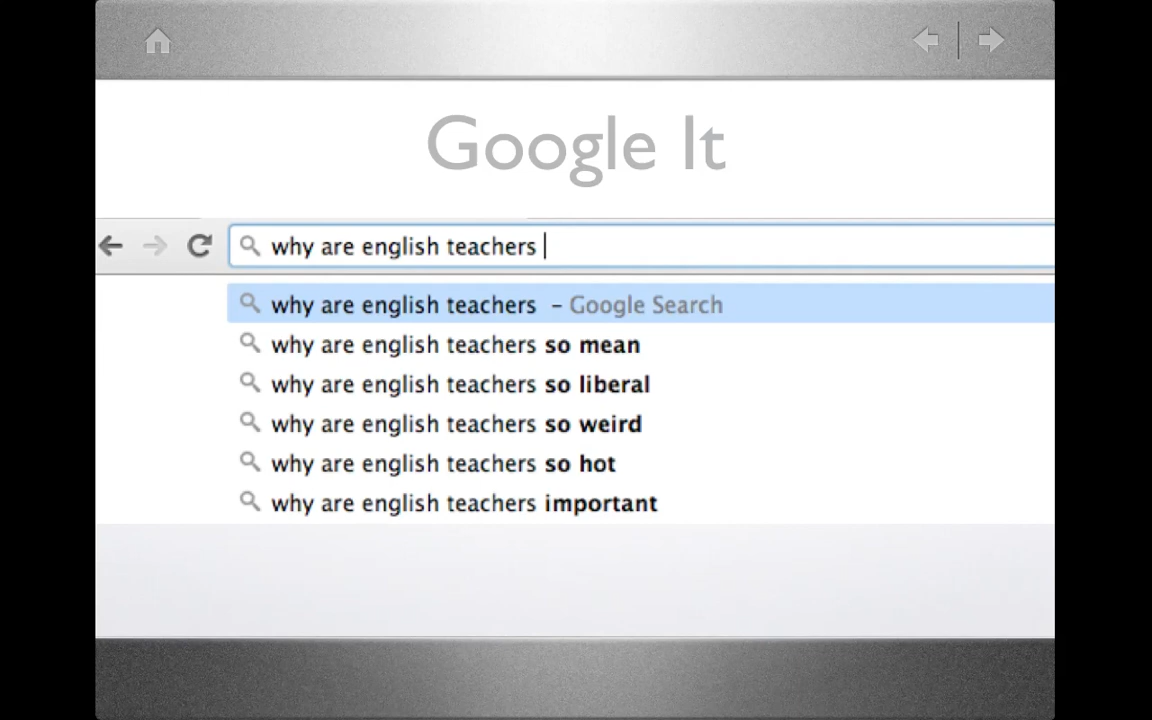 Google It
why are english teachers
why are english teachers – Google Search
why are english teachers so mean
why are english teachers so liberal
why are english teachers so weird
why are english teachers so hot
why are english teachers important